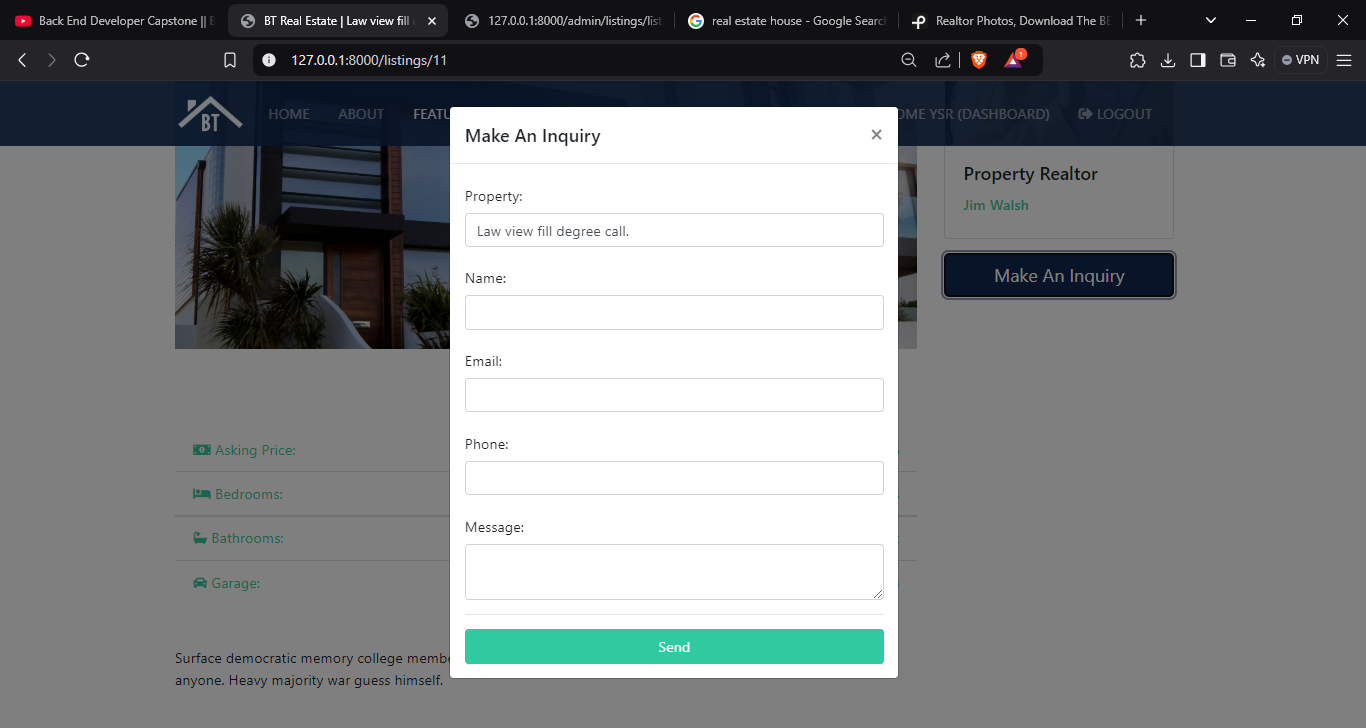 Back End Developer Capstone ||
BT Real Estate | Law view fill
127.0.0.1:8000/admin/listings/list
real estate house - Google Search
Realtor Photos, Download The BE
127.0.0.1:8000/listings/11
1
VPN
BT
HOME
ABOUT
FEATU
OME YSR (DASHBOARD)
LOGOUT
Make An Inquiry
×
Property:
Law view fill degree call.
Name:
Email:
Phone:
Message:
Send
Property Realtor
Jim Walsh
Make An Inquiry
Asking Price:
Bedrooms:
Bathrooms:
Garage:
Surface democratic memory college membe
anyone. Heavy majority war guess himself.